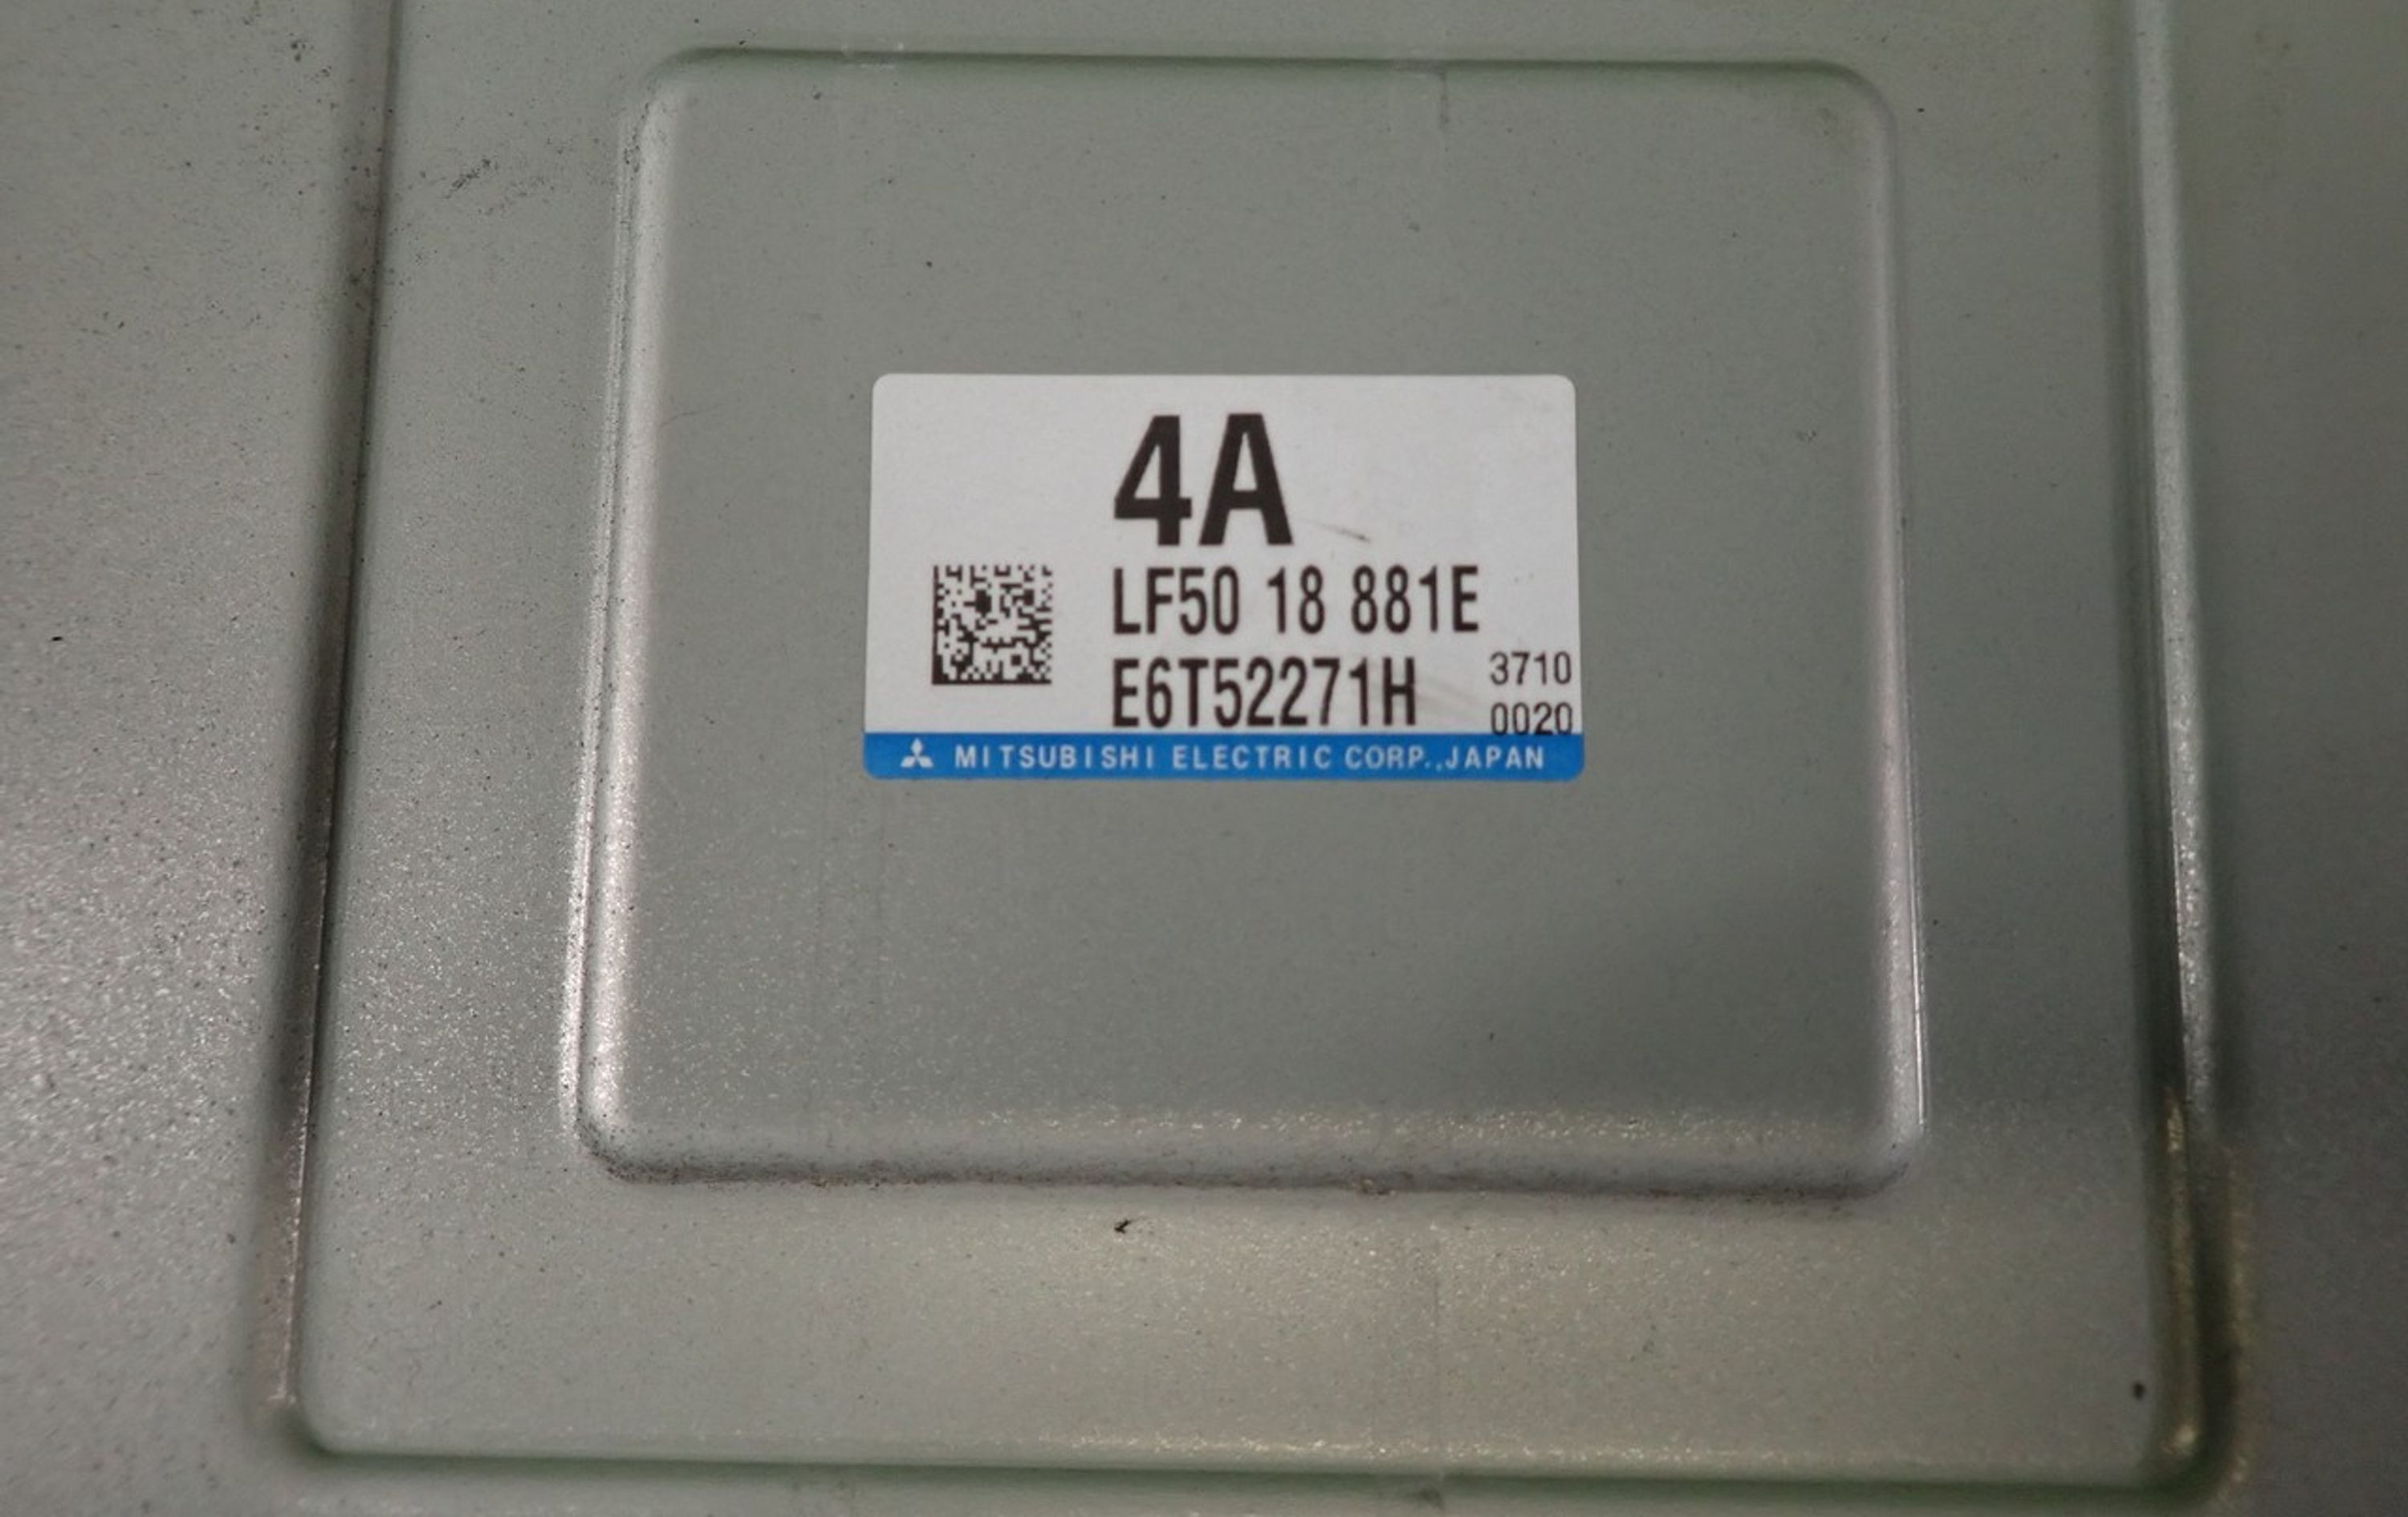 4A
LF50 18 881E
E6T52271H
3710
0020
MITSUBISHI ELECTRIC CORP.,JAPAN